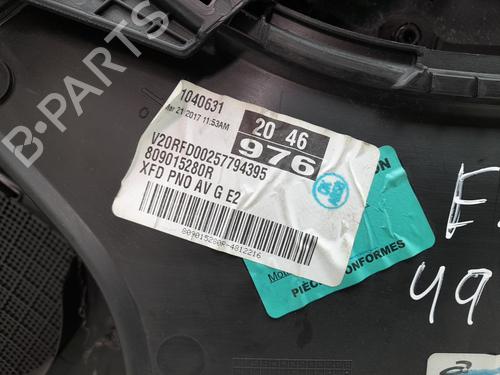 1040631
Mar 21 2017 11:53AM
20 46
976
V20RFD00257794395
809015280R
XFD PNO AV G E2
809015280R-4812216
PIÈCES CONFORMES
E
49
B-PARTS